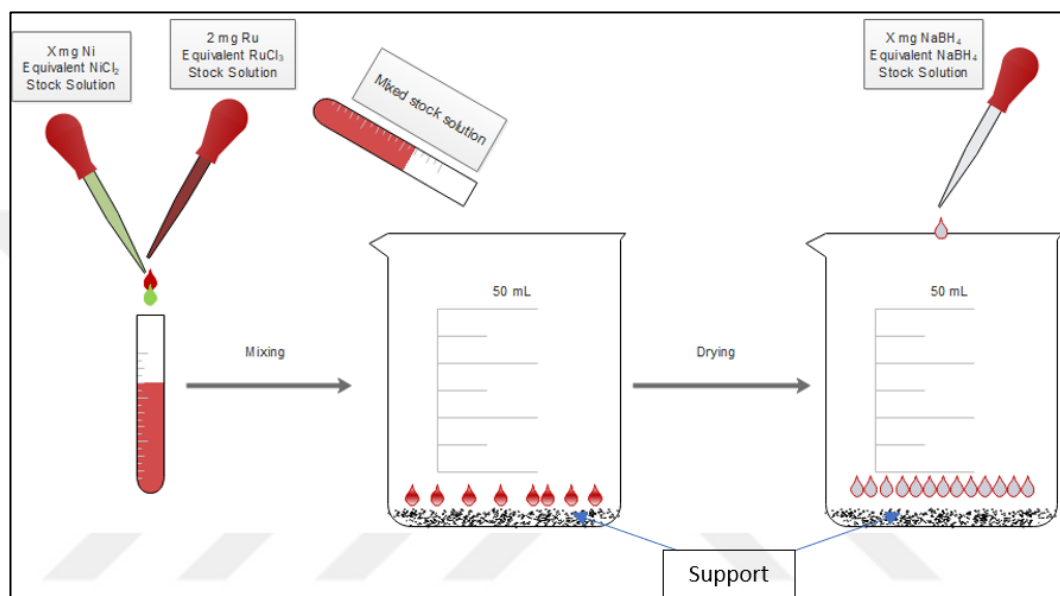 X mg Ni
Equivalent NiCl₂
Stock Solution
2 mg Ru
Equivalent RuCl₃
Stock Solution
Mixed stock solution
X mg NaBH₄
Equivalent NaBH₄
Stock Solution
50 mL
50 mL
Mixing
Drying
Support